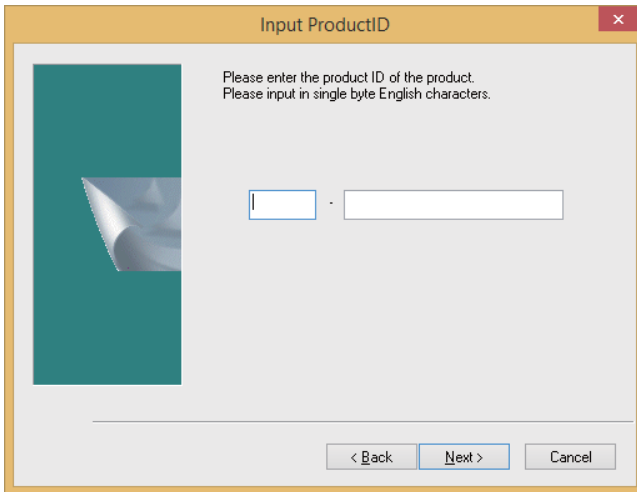 Input ProductID
Please enter the product ID of the product.
Please input in single byte English characters.
-
< Back
Next >
Cancel